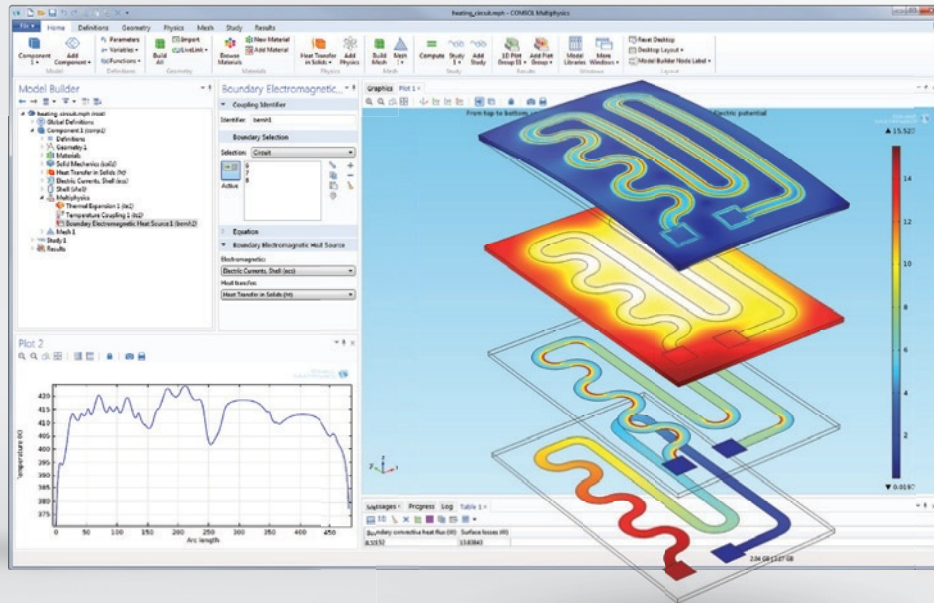 heating_circuit.mph - COMSOL Multiphysics
File Home Definitions Geometry Physics Mesh Study Results
Component 1
Add Component
Model
Parameters
Variables
Functions
Definitions
Build All
Import
LiveLink
Geometry
Browse Materials
New Material
Add Material
Materials
Heat Transfer in Solids
Add Physics
Physics
Build Mesh
Mesh 1
Mesh
Compute
Study 1
Add Study
Study
1D Plot Group 11
Add Plot Group
Results
Model Libraries
More Windows
Windows
Reset Desktop
Desktop Layout
Model Builder Node Label
Layout
Model Builder
heating_circuit.mph (root)
Global Definitions
Component 1 (comp1)
Definitions
Geometry 1
Materials
Solid Mechanics (solid)
Heat Transfer in Solids (ht)
Electric Currents, Shell (ecs)
Shell (shell)
Multiphysics
Thermal Expansion 1 (te1)
Temperature Coupling 1 (tc1)
Boundary Electromagnetic Heat Source 1 (bemh1)
Mesh 1
Study 1
Results
Boundary Electromagnetic...
Coupling Identifier
Identifier: bemh1
Boundary Selection
Selection: Circuit
Active
6
7
8
Equation
Boundary Electromagnetic Heat Source
Electromagnetics
Electric Currents, Shell (ecs)
Heat transfer:
Heat Transfer in Solids (ht)
Graphics Plot 1
From top to bottom
Electric potential
▲ 15.527
14
12
10
8
6
4
2
▼ 0.0197
Plot 2
Temperature (K)
420
415
410
405
400
395
390
385
380
375
0 50 100 150 200 250 300 350 400 450
Arc length
Messages Progress Log Table 1
Boundary convective heat flux (W) Surface losses (W)
8.50152 13.83843